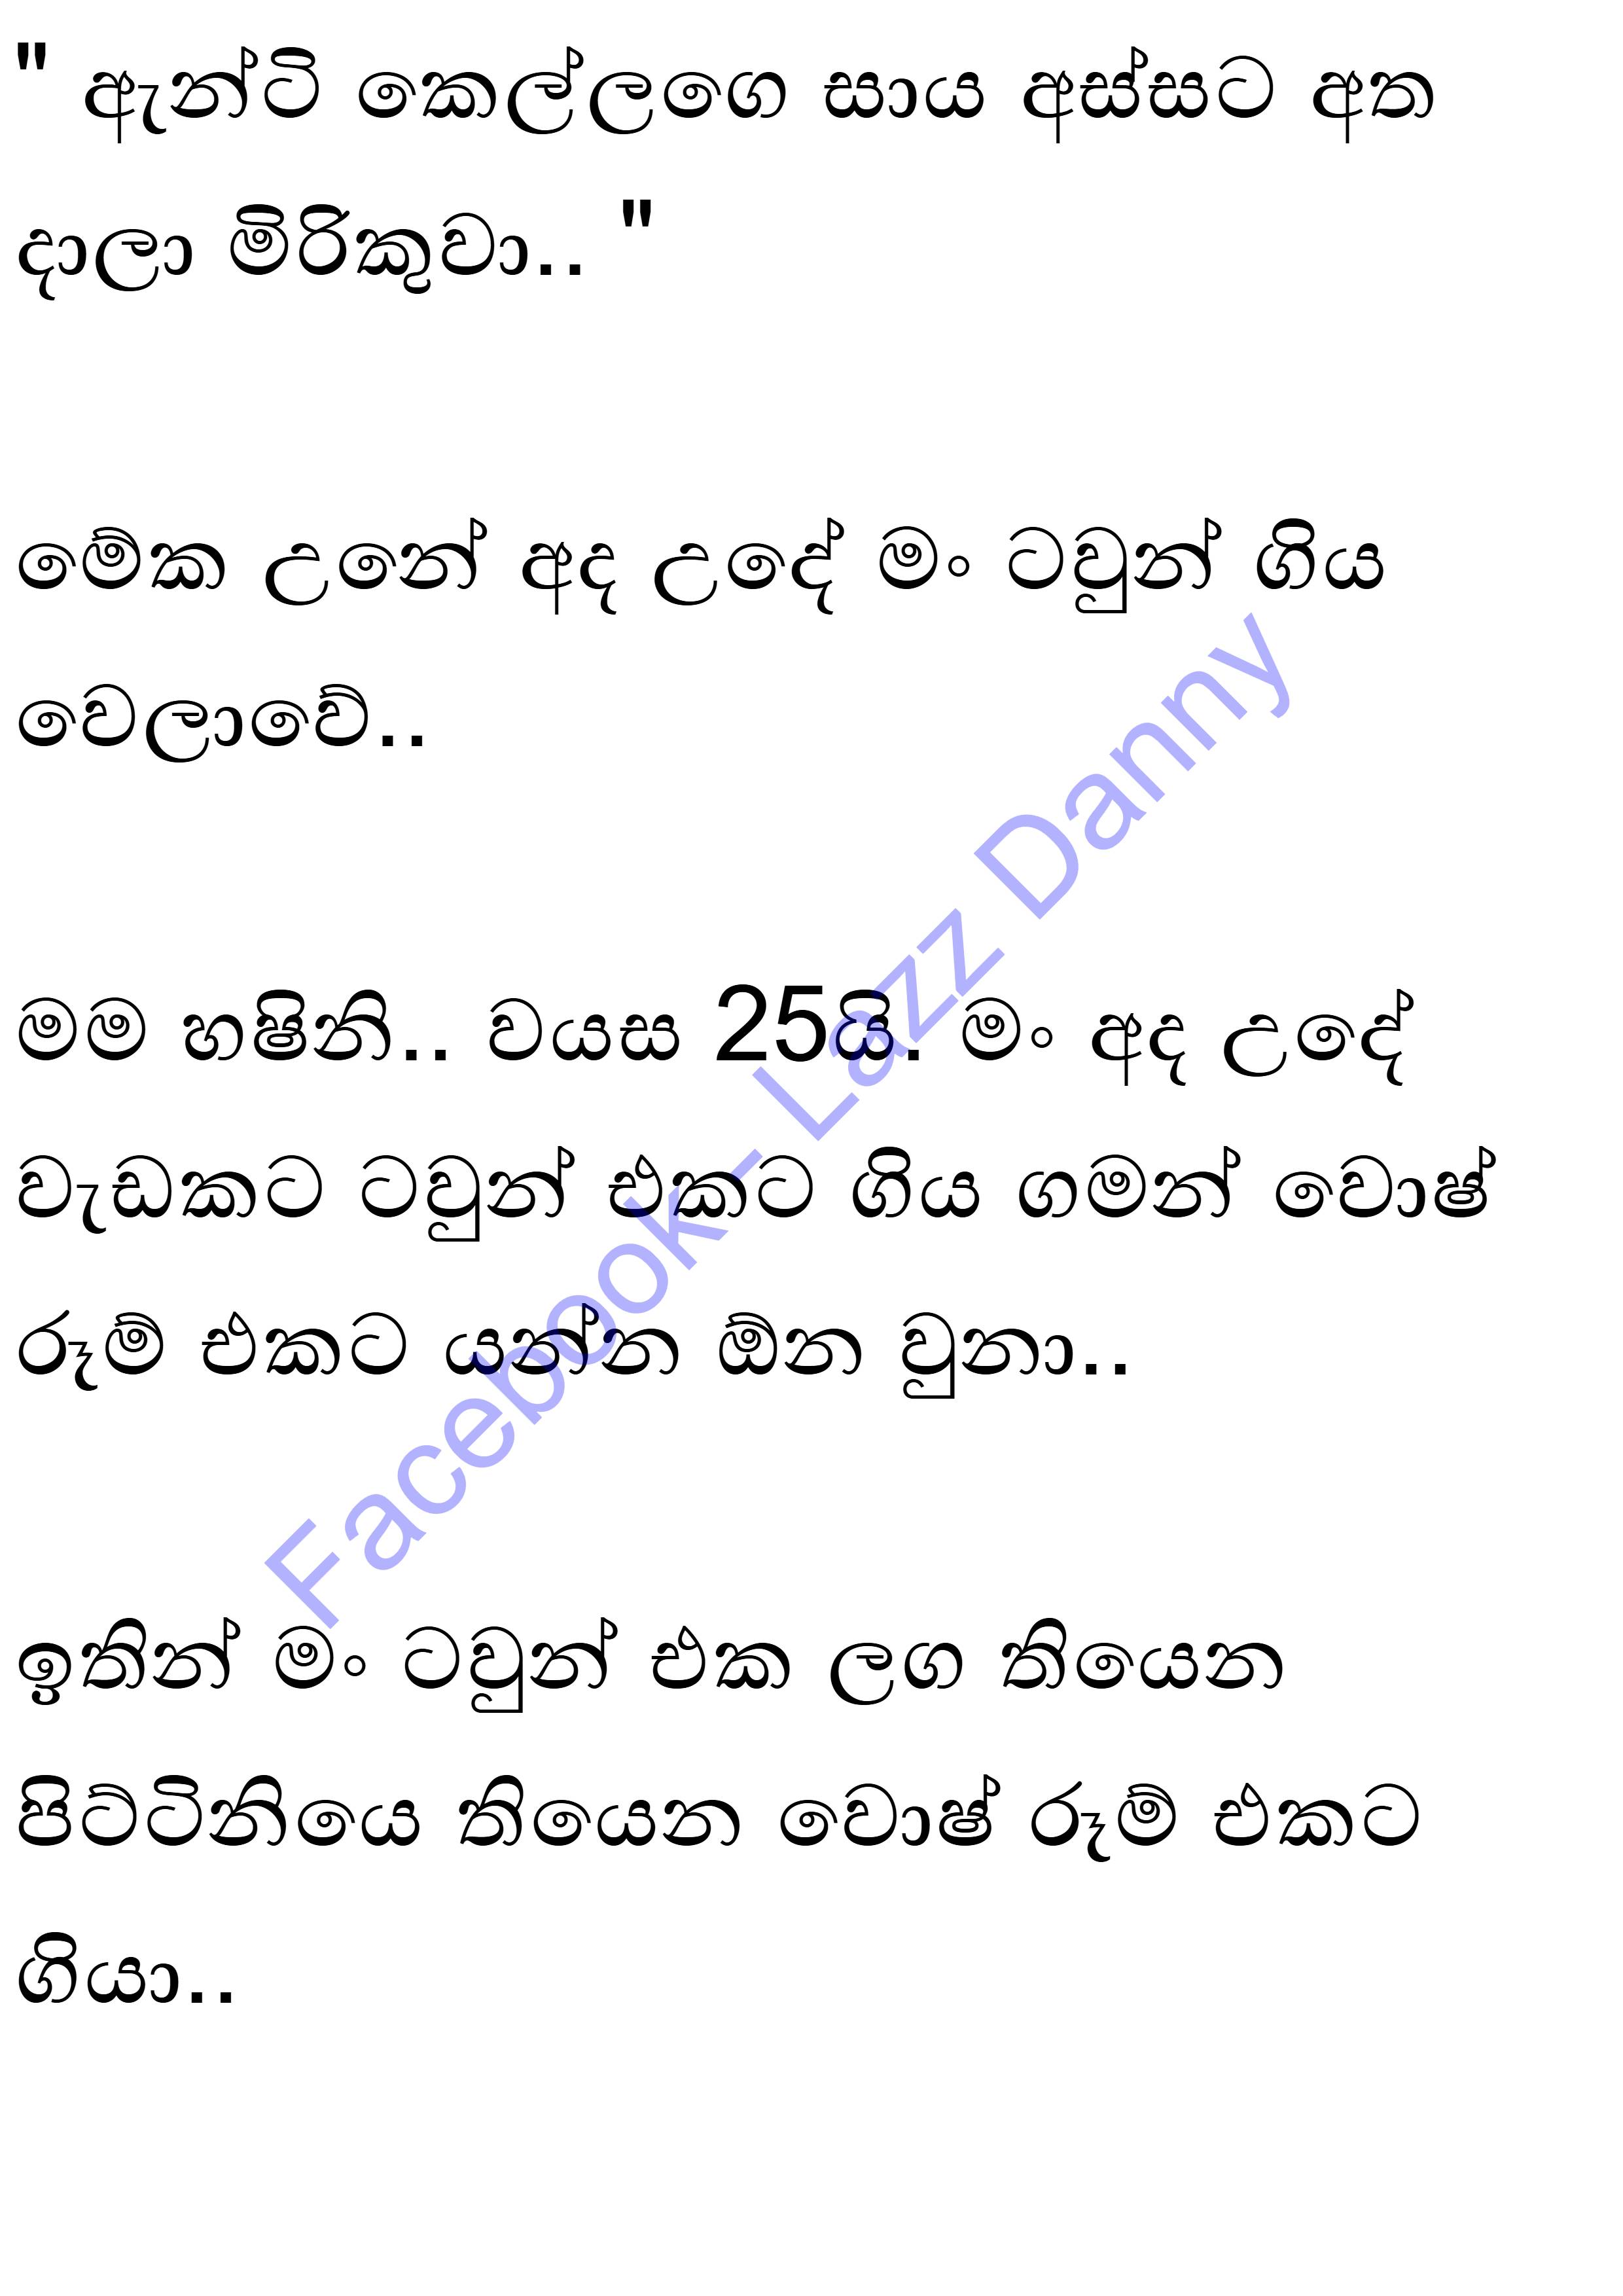 " ඇන්ටි කෙල්ලගෙ සාය අස්සට අත
දාලා මිරිකුවා.. "
මේක උනේ අද උදේ මං ටවුන් ගිය
වෙලාවේ..
මම හෂිනි.. වයස 25යි. මං අද උදේ
වැඩකට ටවුන් එකට ගිය ගමන් වොෂ්
රූම් එකට යන්න ඕන වුනා..
ඉතින් මං ටවුන් එක ලග තියෙන
පිට්ටිනියෙ තියෙන වොෂ් රූම් එකට
ගියා..
Facebook - Lazz Danny